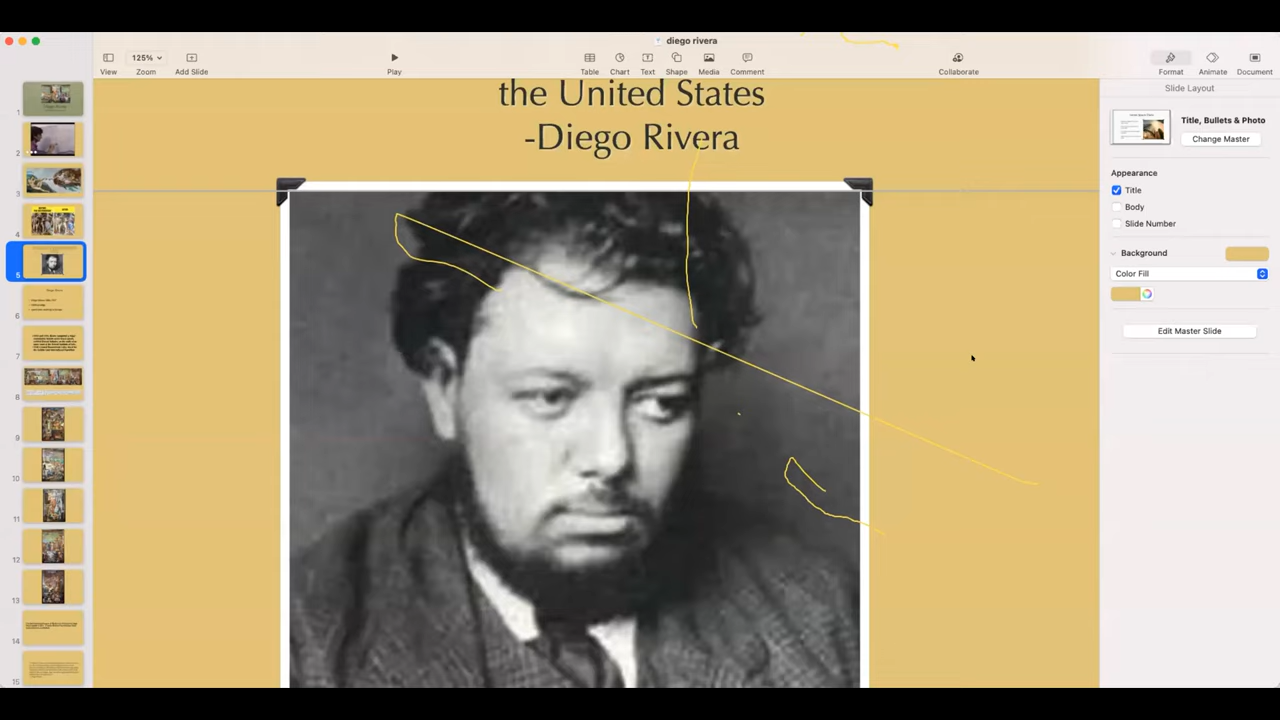 diego rivera
125%
View
Zoom
Add Slide
Play
Table
Chart
Text
Shape
Media
Comment
Collaborate
Format
Animate
Document
Slide Layout
the United States
-Diego Rivera
Title, Bullets & Photo
Change Master
Appearance
Title
Body
Slide Number
Background
Color Fill
Edit Master Slide
1
2
3
4
5
6
7
8
9
10
11
12
13
14
15